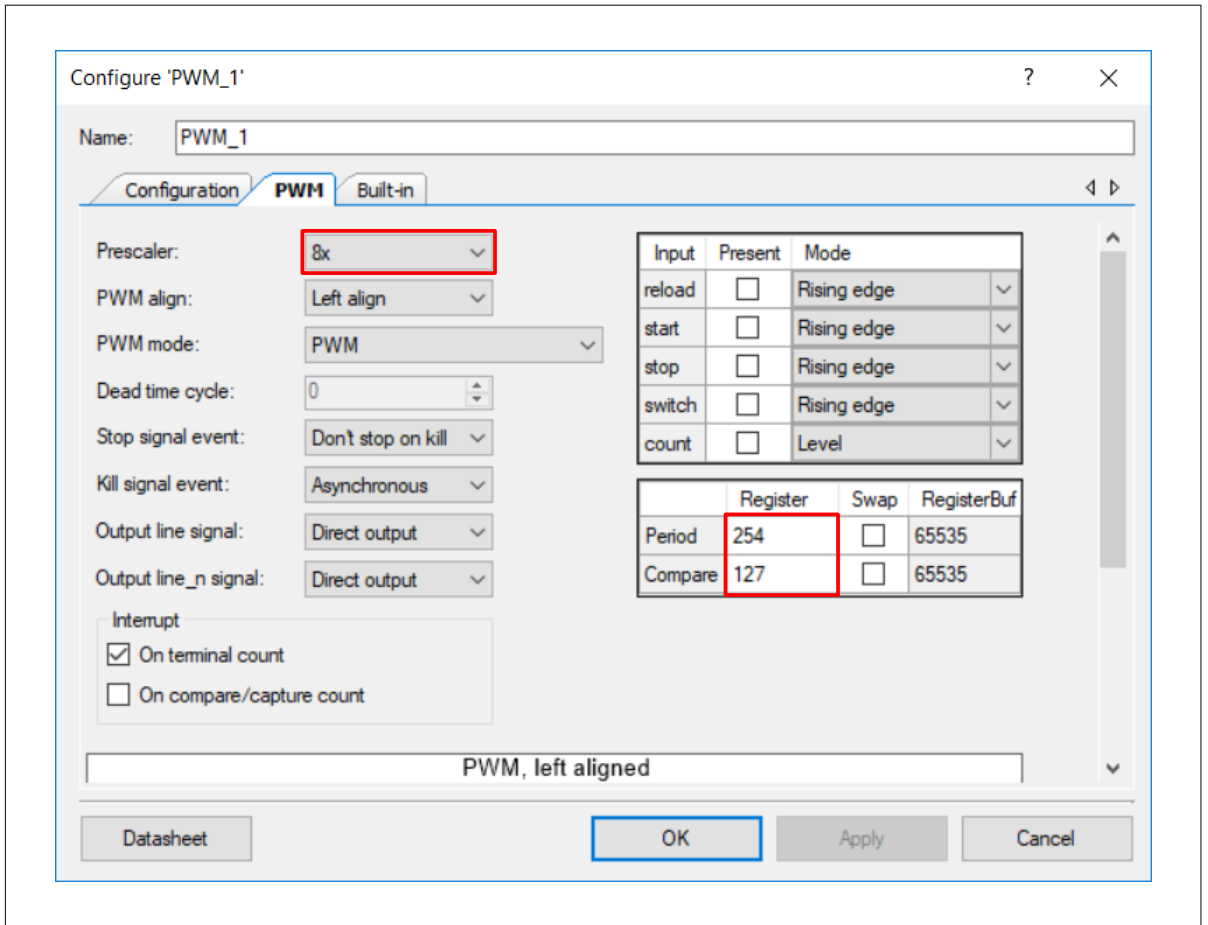 Configure 'PWM_1'
?
Name: PWM_1
Configuration PWM Built-in
Prescaler: 8x
PWM align: Left align
PWM mode: PWM
Dead time cycle: 0
Stop signal event: Don't stop on kill
Kill signal event: Asynchronous
Output line signal: Direct output
Output line_n signal: Direct output
Interrupt
On terminal count
On compare/capture count
Input Present Mode
reload Rising edge
start Rising edge
stop Rising edge
switch Rising edge
count Level
Register Swap RegisterBuf
Period 254 65535
Compare 127 65535
PWM, left aligned
Datasheet OK Apply Cancel